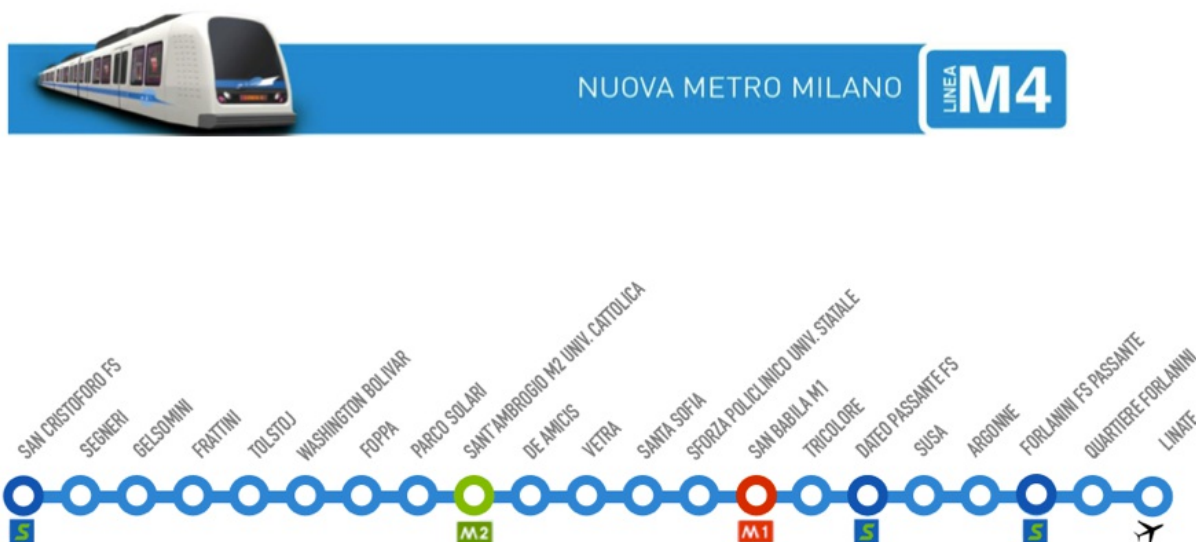 NUOVA METRO MILANO
LINEA
M4
SAN CRISTOFORO FS
SEGNERI
GELSOMINI
FRATTINI
TOLSTOJ
WASHINGTON BOLIVAR
FOPPA
PARCO SOLARI
SANT'AMBROGIO M2 UNIV. CATTOLICA
DE AMICIS
VETRA
SANTA SOFIA
SFORZA POLICLINICO UNIV. STATALE
SAN BABILA M1
TRICOLORE
DATEO PASSANTE FS
SUSA
ARGONNE
FORLANINI FS PASSANTE
QUARTIERE FORLANINI
LINATE
S
M2
M1
S
S